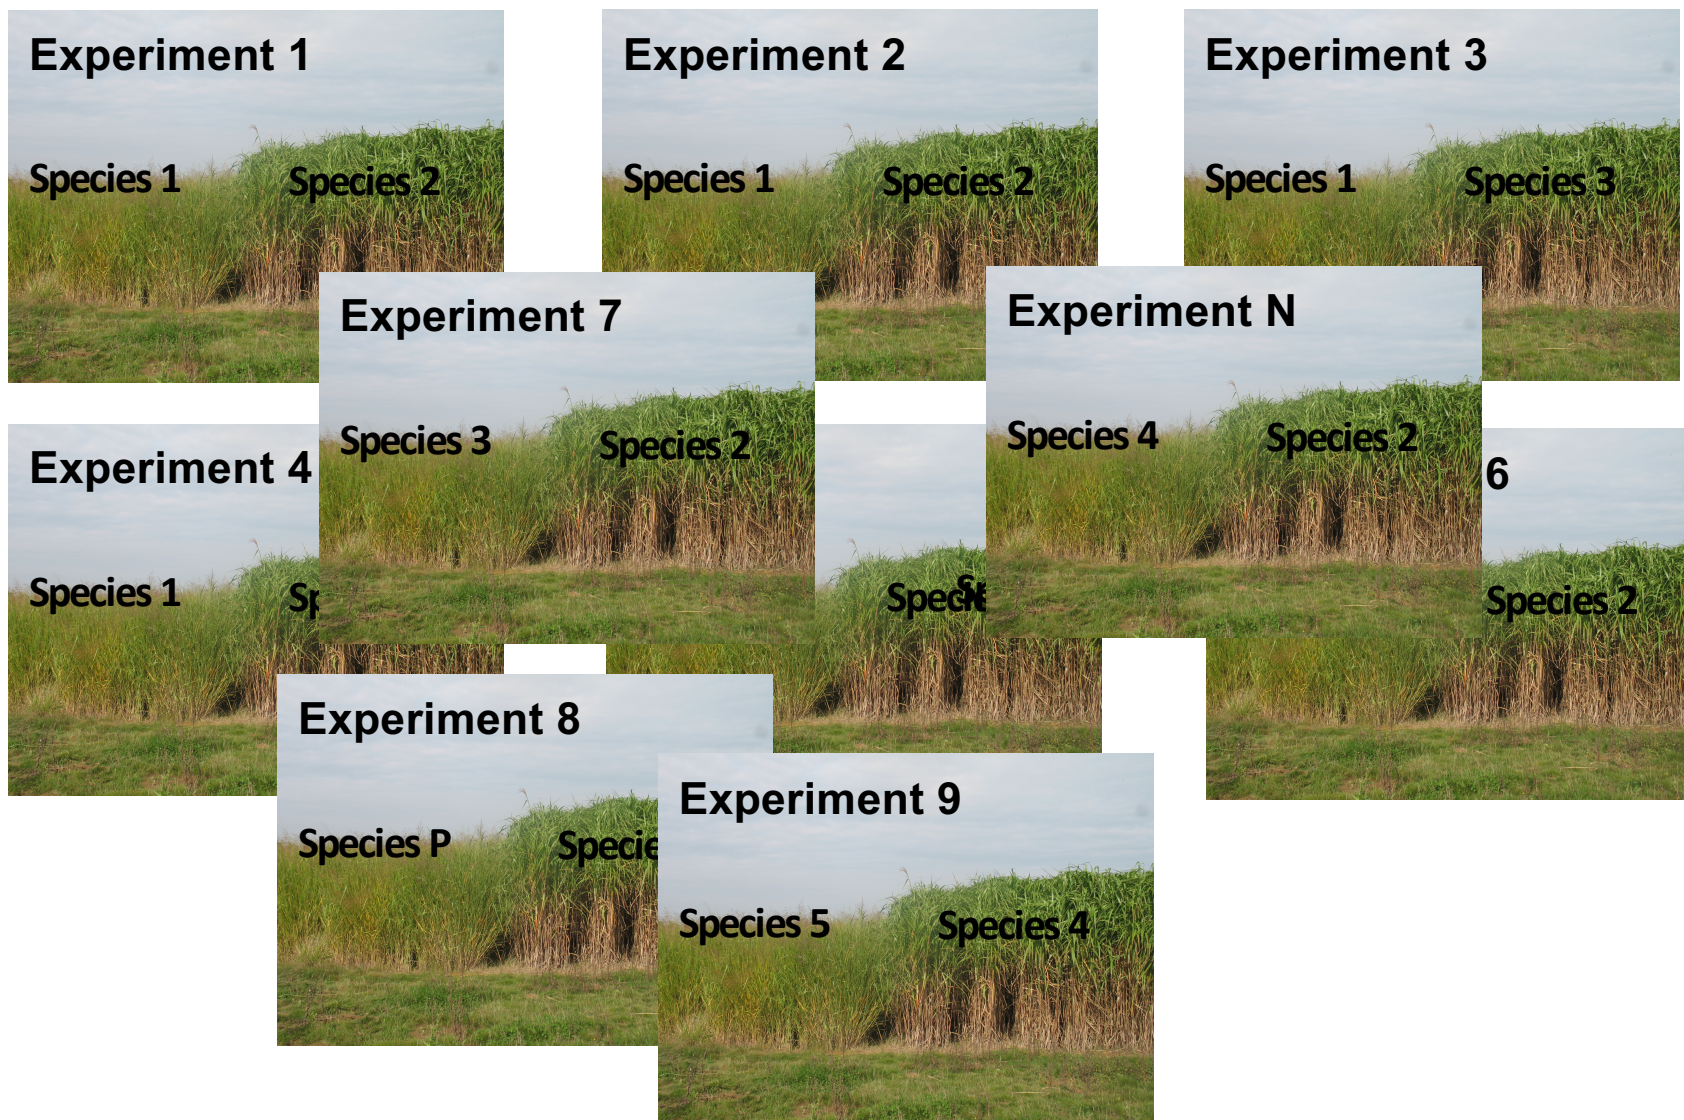 Experiment 1
Species 1
Species 2
Experiment 2
Species 1
Species 2
Experiment 3
Species 1
Species 3
Experiment 7
Species 3
Species 2
Experiment N
Species 4
Species 2
Experiment 4
Species 1
6
Species 2
Experiment 8
Species P
Experiment 9
Species 5
Species 4